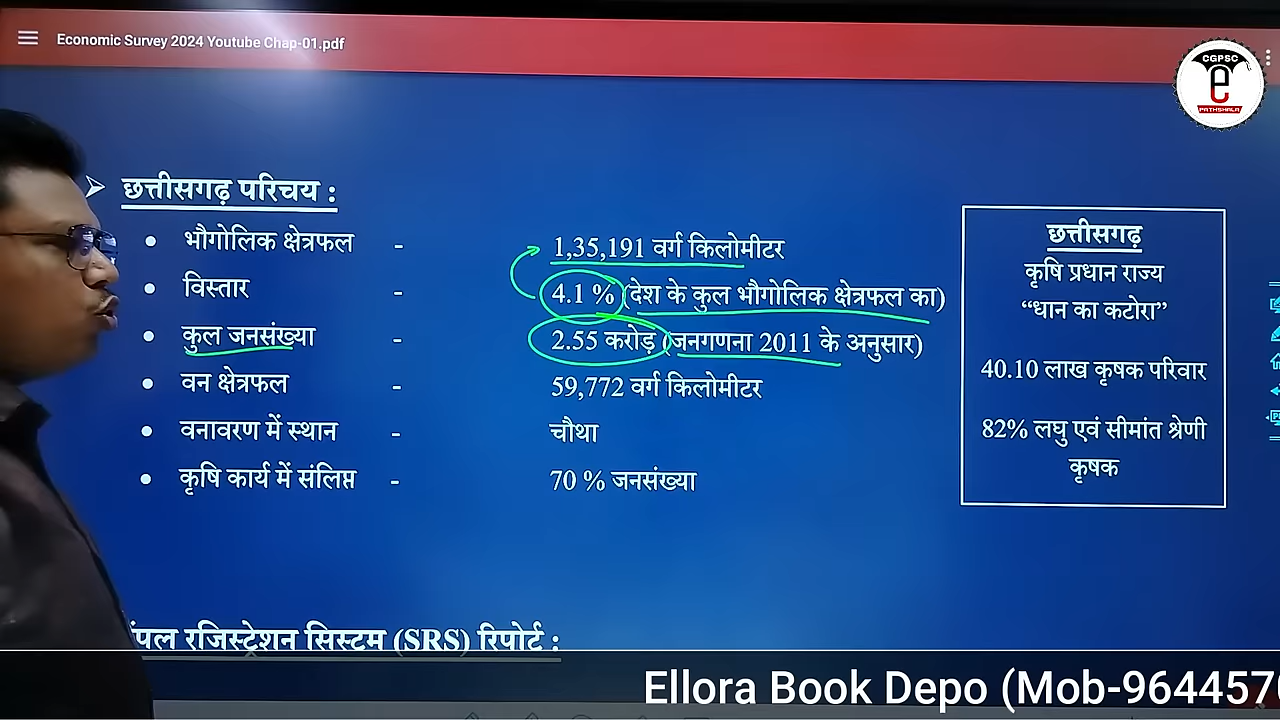 Economic Survey 2024 Youtube Chap-01.pdf
CGPSC
e
PATHSHALA
छत्तीसगढ़ परिचय :
भौगोलिक क्षेत्रफल - 1,35,191 वर्ग किलोमीटर
विस्तार - 4.1 % (देश के कुल भौगोलिक क्षेत्रफल का)
कुल जनसंख्या - 2.55 करोड़ (जनगणना 2011 के अनुसार)
वन क्षेत्रफल - 59,772 वर्ग किलोमीटर
वनावरण में स्थान - चौथा
कृषि कार्य में संलिप्त - 70 % जनसंख्या
छत्तीसगढ़
कृषि प्रधान राज्य
“धान का कटोरा”
40.10 लाख कृषक परिवार
82% लघु एवं सीमांत श्रेणी
कृषक
रजिस्ट्रेशन सिस्टम (SRS) रिपोर्ट :
Ellora Book Depo (Mob-964457